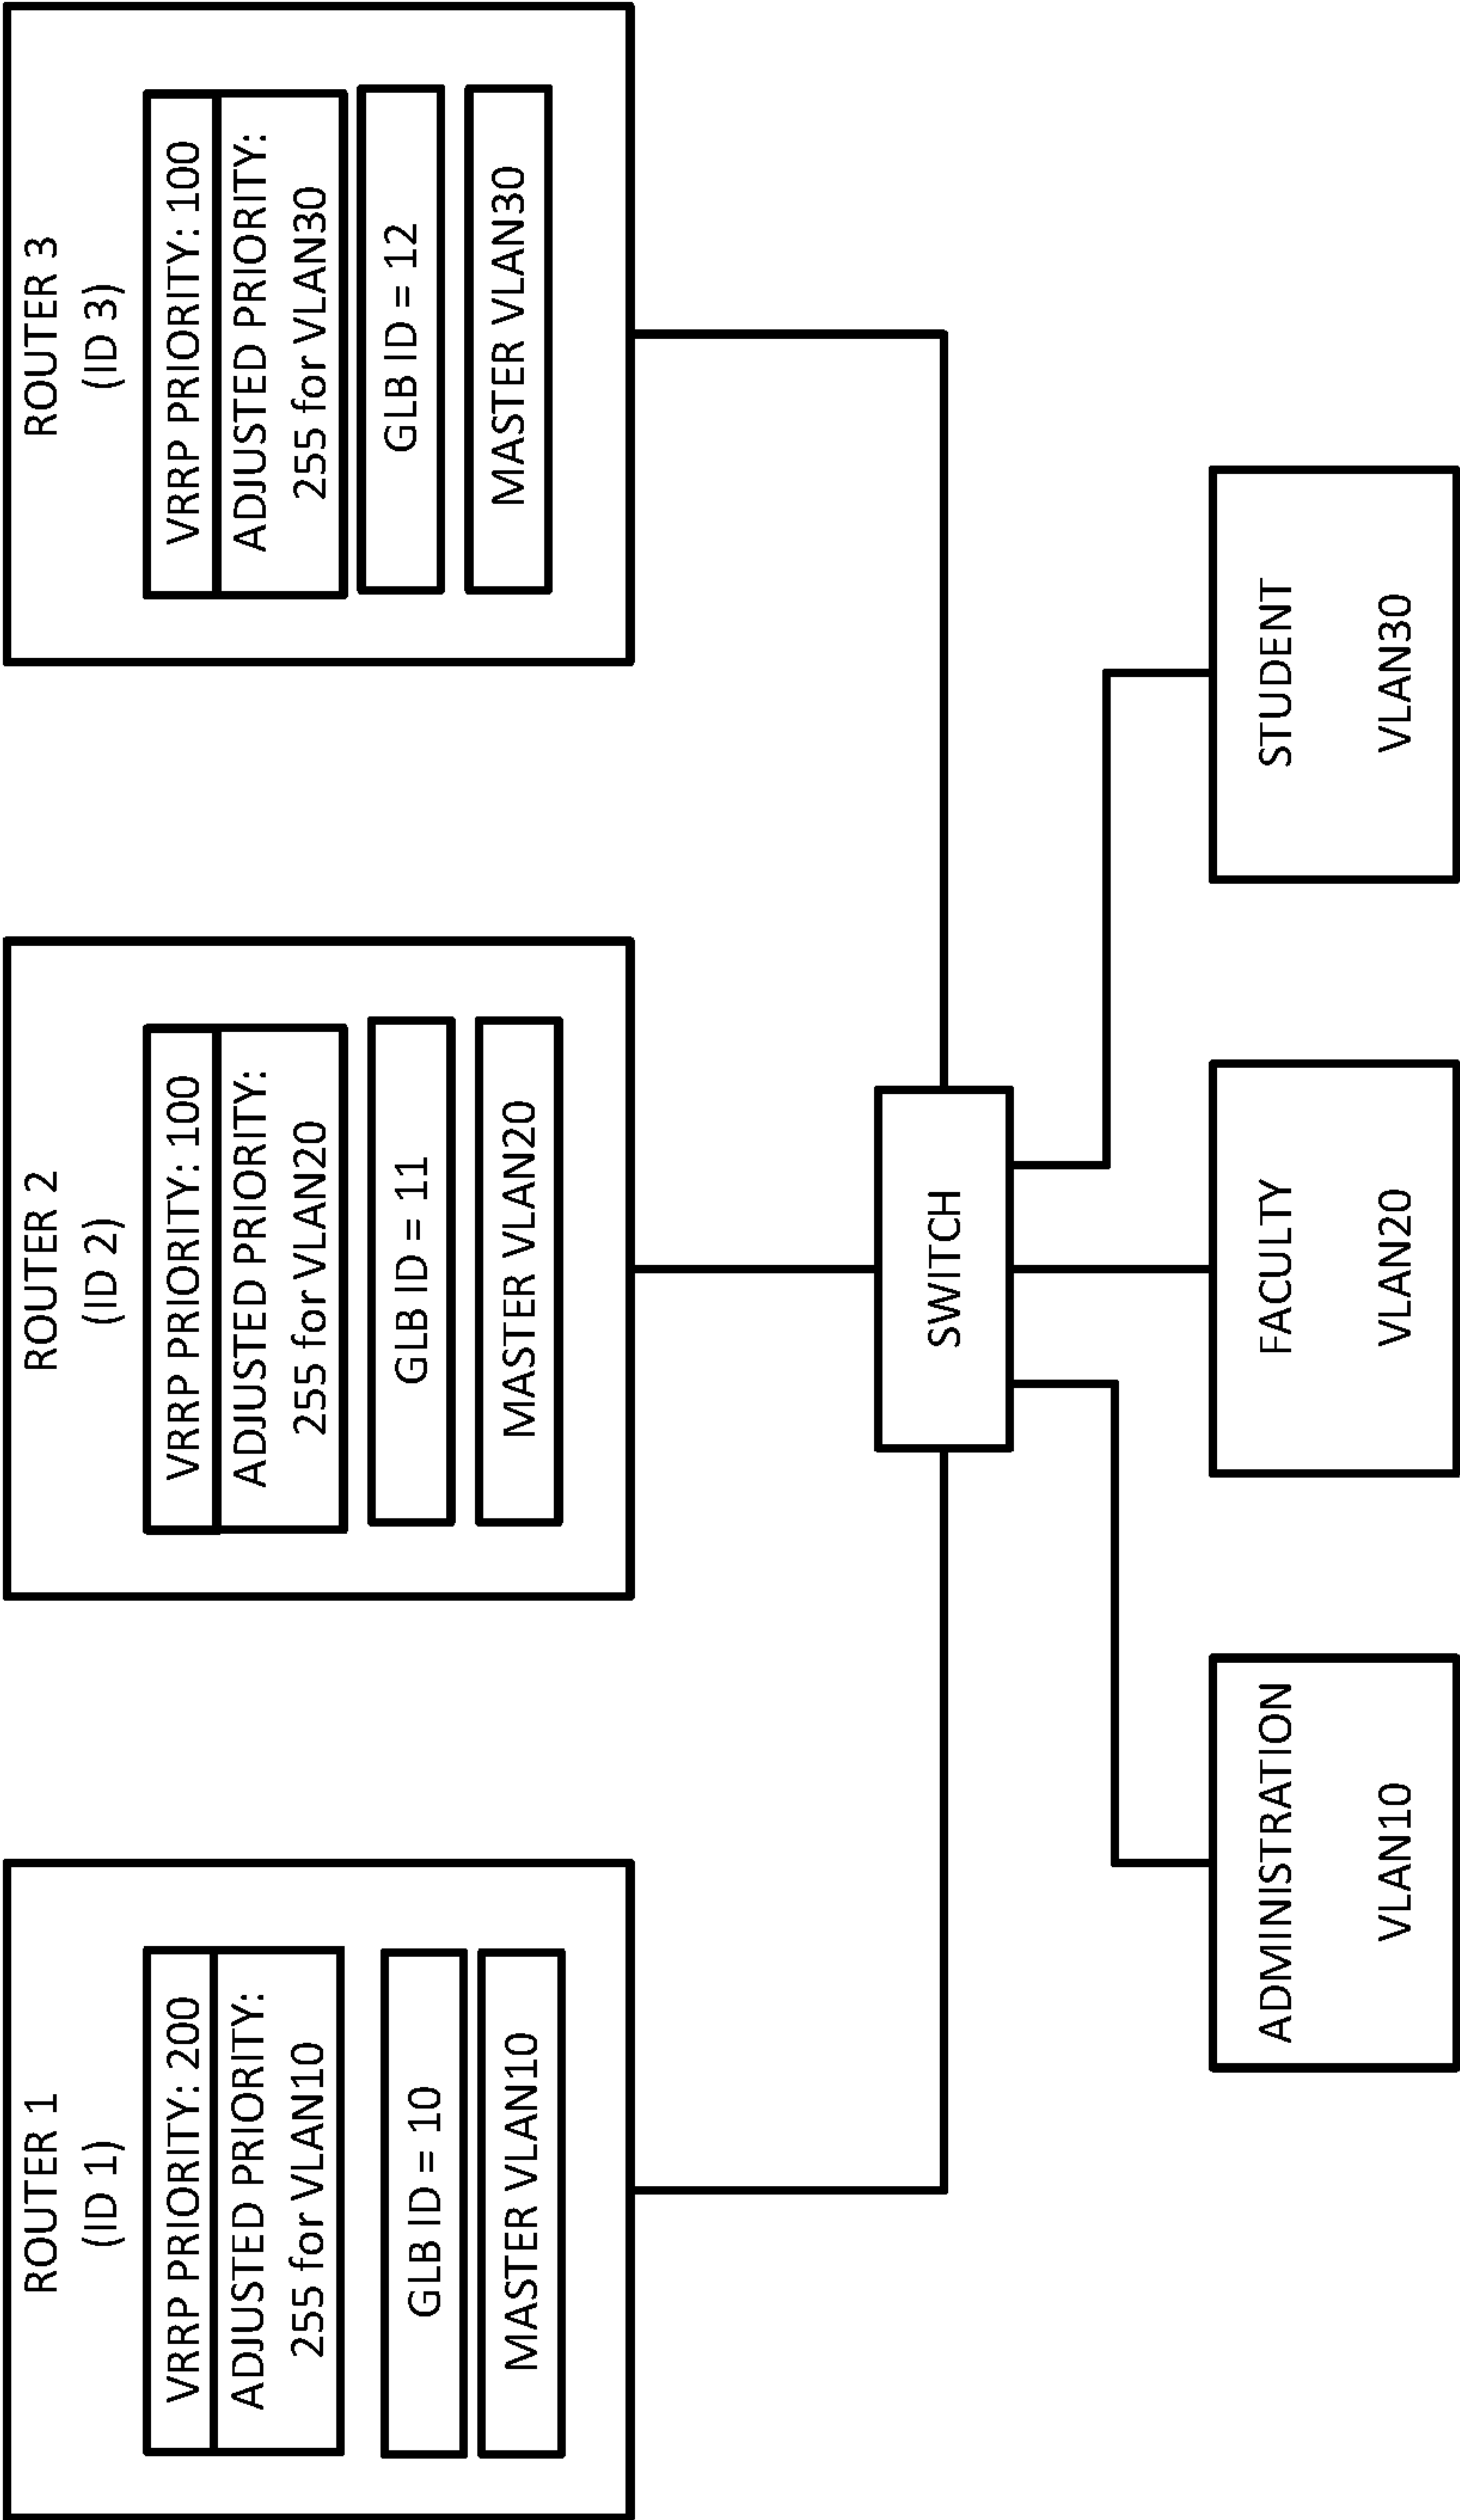 ROUTER 1
(ID 1)
VRRP PRIORITY: 200
ADJUSTED PRIORITY:
255 for VLAN10
GLB ID = 10
MASTER VLAN10
ROUTER 2
(ID 2)
VRRP PRIORITY: 100
ADJUSTED PRIORITY:
255 for VLAN20
GLB ID = 11
MASTER VLAN20
ROUTER 3
(ID 3)
VRRP PRIORITY: 100
ADJUSTED PRIORITY:
255 for VLAN30
GLB ID = 12
MASTER VLAN30
SWITCH
ADMINISTRATION
VLAN10
FACULTY
VLAN20
STUDENT
VLAN30